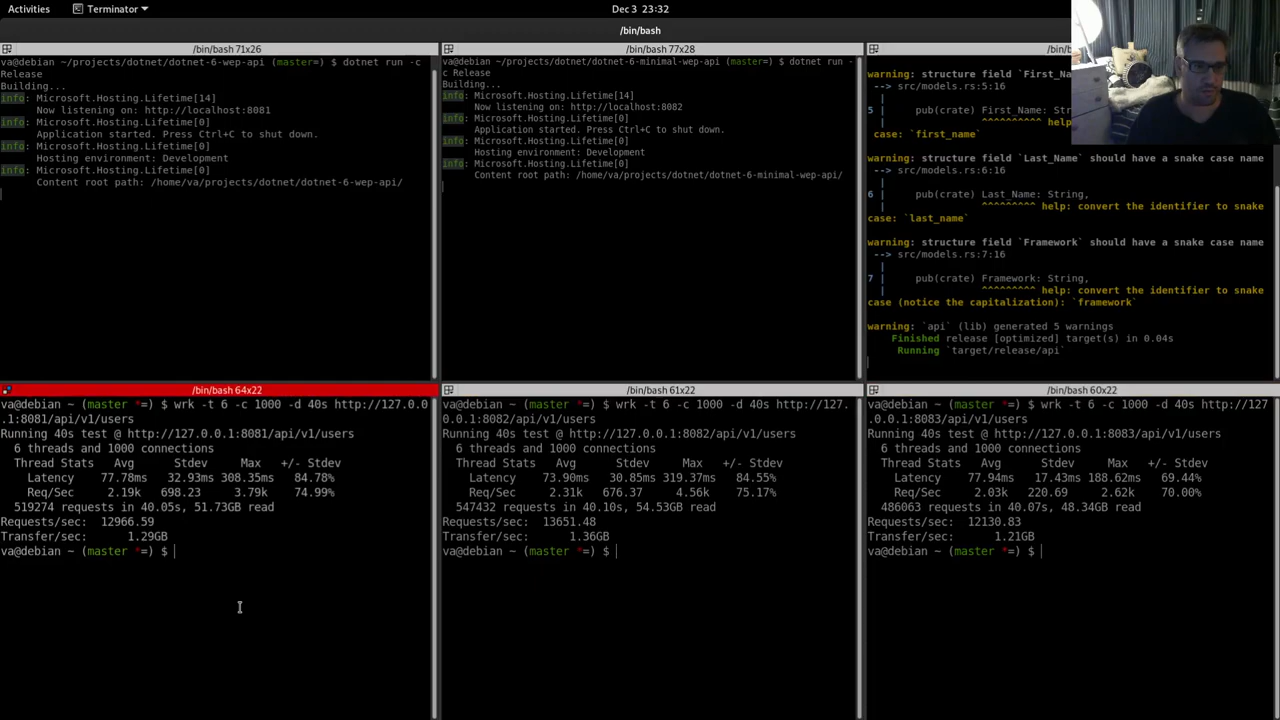 Activities
Terminator
Dec 3 23:32
/bin/bash
/bin/bash 71x26
va@debian ~/projects/dotnet/dotnet-6-wep-api (master=) $ dotnet run -c
Release
Building...
info: Microsoft.Hosting.Lifetime[14]
Now listening on: http://localhost:8081
info: Microsoft.Hosting.Lifetime[0]
Application started. Press Ctrl+C to shut down.
info: Microsoft.Hosting.Lifetime[0]
Hosting environment: Development
info: Microsoft.Hosting.Lifetime[0]
Content root path: /home/va/projects/dotnet/dotnet-6-wep-api/
/bin/bash 77x28
va@debian ~/projects/dotnet/dotnet-6-minimal-wep-api (master=) $ dotnet run -
c Release
Building...
info: Microsoft.Hosting.Lifetime[14]
Now listening on: http://localhost:8082
info: Microsoft.Hosting.Lifetime[0]
Application started. Press Ctrl+C to shut down.
info: Microsoft.Hosting.Lifetime[0]
Hosting environment: Development
info: Microsoft.Hosting.Lifetime[0]
Content root path: /home/va/projects/dotnet/dotnet-6-minimal-wep-api/
/b
warning: structure field `First_Na
--> src/models.rs:5:16
|
5 | pub(crate) First_Name: Str
| ^^^^^^^^^^ help
case: `first_name`
warning: structure field `Last_Name` should have a snake case name
--> src/models.rs:6:16
|
6 | pub(crate) Last_Name: String,
| ^^^^^^^^^ help: convert the identifier to snake
case: `last_name`
warning: structure field `Framework` should have a snake case name
--> src/models.rs:7:16
|
7 | pub(crate) Framework: String,
| ^^^^^^^^^ help: convert the identifier to snake
case (notice the capitalization): `framework`
warning: `api` (lib) generated 5 warnings
Finished release [optimized] target(s) in 0.04s
Running `target/release/api`
/bin/bash 64x22
va@debian ~ (master *=) $ wrk -t 6 -c 1000 -d 40s http://127.0.0
.1:8081/api/v1/users
Running 40s test @ http://127.0.0.1:8081/api/v1/users
6 threads and 1000 connections
Thread Stats Avg Stdev Max +/- Stdev
Latency 77.78ms 32.93ms 308.35ms 84.78%
Req/Sec 2.19k 698.23 3.79k 74.99%
519274 requests in 40.05s, 51.73GB read
Requests/sec: 12966.59
Transfer/sec: 1.29GB
va@debian ~ (master *=) $
/bin/bash 61x22
va@debian ~ (master *=) $ wrk -t 6 -c 1000 -d 40s http://127.
0.0.1:8082/api/v1/users
Running 40s test @ http://127.0.0.1:8082/api/v1/users
6 threads and 1000 connections
Thread Stats Avg Stdev Max +/- Stdev
Latency 73.90ms 30.85ms 319.37ms 84.55%
Req/Sec 2.31k 676.37 4.56k 75.17%
547432 requests in 40.10s, 54.53GB read
Requests/sec: 13651.48
Transfer/sec: 1.36GB
va@debian ~ (master *=) $
/bin/bash 60x22
va@debian ~ (master *=) $ wrk -t 6 -c 1000 -d 40s http://127
.0.0.1:8083/api/v1/users
Running 40s test @ http://127.0.0.1:8083/api/v1/users
6 threads and 1000 connections
Thread Stats Avg Stdev Max +/- Stdev
Latency 77.94ms 17.43ms 188.62ms 69.44%
Req/Sec 2.03k 220.69 2.62k 70.00%
486063 requests in 40.07s, 48.34GB read
Requests/sec: 12130.83
Transfer/sec: 1.21GB
va@debian ~ (master *=) $